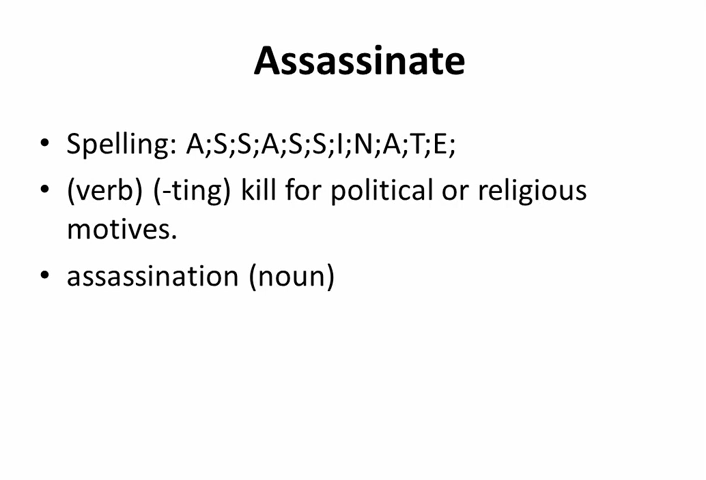 Assassinate
• Spelling: A;S;S;A;S;S;I;N;A;T;E;
• (verb) (-ting) kill for political or religious
motives.
• assassination (noun)